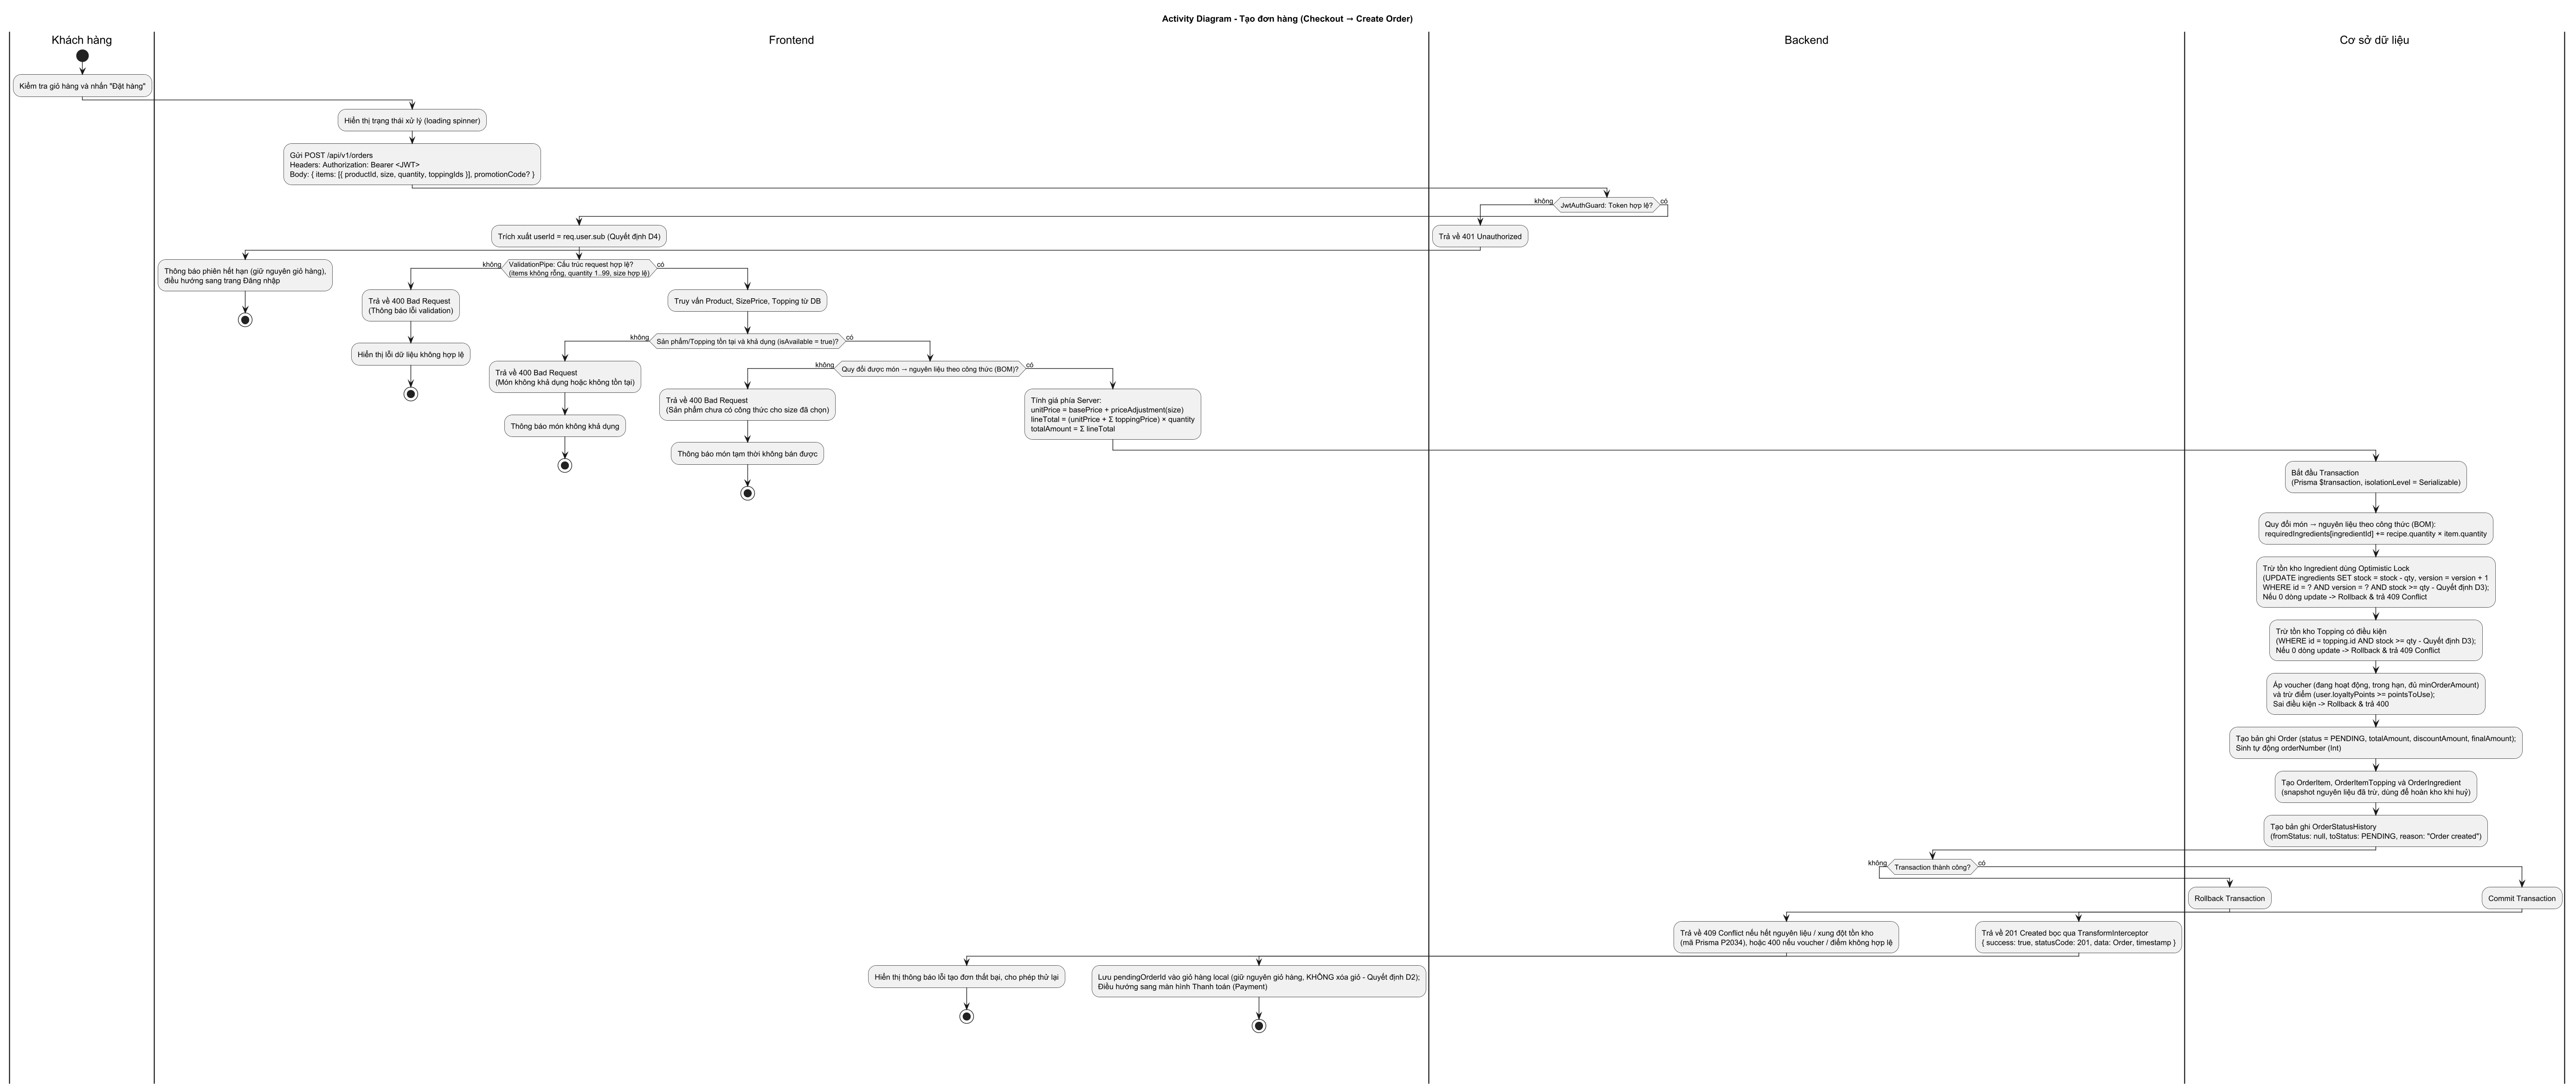 Activity Diagram - Tạo đơn hàng (Checkout → Create Order)
Khách hàng
Frontend
Backend
Cơ sở dữ liệu
Kiểm tra giỏ hàng và nhấn "Đặt hàng"
Hiển thị trạng thái xử lý (loading spinner)
Gửi POST /api/v1/orders
Headers: Authorization: Bearer <JWT>
Body: { items: [{ productId, size, quantity, toppingIds }], promotionCode? }
không
JwtAuthGuard: Token hợp lệ?
có
Trích xuất userId = req.user.sub (Quyết định D4)
Trả về 401 Unauthorized
Thông báo phiên hết hạn (giữ nguyên giỏ hàng),
điều hướng sang trang Đăng nhập
không
ValidationPipe: Cấu trúc request hợp lệ?
(items không rỗng, quantity 1..99, size hợp lệ)
có
Trả về 400 Bad Request
(Thông báo lỗi validation)
Hiển thị lỗi dữ liệu không hợp lệ
Truy vấn Product, SizePrice, Topping từ DB
không
Sản phẩm/Topping tồn tại và khả dụng (isAvailable = true)?
có
Trả về 400 Bad Request
(Món không khả dụng hoặc không tồn tại)
Thông báo món không khả dụng
không
Quy đổi được món → nguyên liệu theo công thức (BOM)?
có
Trả về 400 Bad Request
(Sản phẩm chưa có công thức cho size đã chọn)
Thông báo món tạm thời không bán được
Tính giá phía Server:
unitPrice = basePrice + priceAdjustment(size)
lineTotal = (unitPrice + Σ toppingPrice) × quantity
totalAmount = Σ lineTotal
Bắt đầu Transaction
(Prisma $transaction, isolationLevel = Serializable)
Quy đổi món → nguyên liệu theo công thức (BOM):
requiredIngredients[ingredientId] += recipe.quantity × item.quantity
Trừ tồn kho Ingredient dùng Optimistic Lock
(UPDATE ingredients SET stock = stock - qty, version = version + 1
WHERE id = ? AND version = ? AND stock >= qty - Quyết định D3);
Nếu 0 dòng update -> Rollback & trả 409 Conflict
Trừ tồn kho Topping có điều kiện
(WHERE id = topping.id AND stock >= qty - Quyết định D3);
Nếu 0 dòng update -> Rollback & trả 409 Conflict
Áp voucher (đang hoạt động, trong hạn, đủ minOrderAmount)
và trừ điểm (user.loyaltyPoints >= pointsToUse);
Sai điều kiện -> Rollback & trả 400
Tạo bản ghi Order (status = PENDING, totalAmount, discountAmount, finalAmount);
Sinh tự động orderNumber (Int)
Tạo OrderItem, OrderItemTopping và OrderIngredient
(snapshot nguyên liệu đã trừ, dùng để hoàn kho khi huỷ)
Tạo bản ghi OrderStatusHistory
(fromStatus: null, toStatus: PENDING, reason: "Order created")
không
Transaction thành công?
có
Rollback Transaction
Commit Transaction
Trả về 409 Conflict nếu hết nguyên liệu / xung đột tồn kho
(mã Prisma P2034), hoặc 400 nếu voucher / điểm không hợp lệ
Trả về 201 Created bọc qua TransformInterceptor
{ success: true, statusCode: 201, data: Order, timestamp }
Hiển thị thông báo lỗi tạo đơn thất bại, cho phép thử lại
Lưu pendingOrderId vào giỏ hàng local (giữ nguyên giỏ hàng, KHÔNG xóa giỏ - Quyết định D2);
Điều hướng sang màn hình Thanh toán (Payment)